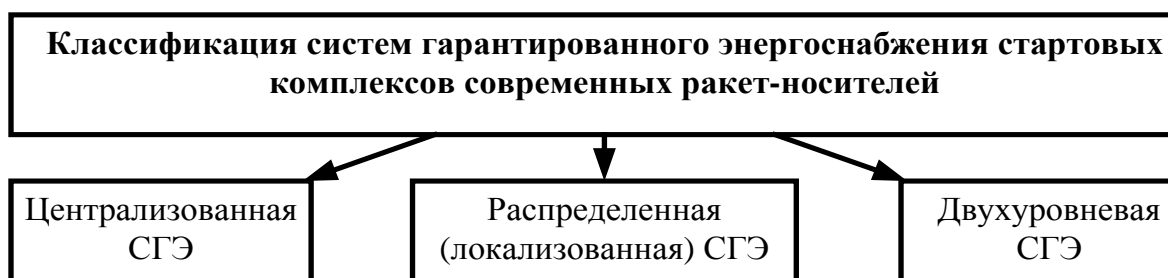 Классификация систем гарантированного энергоснабжения стартовых
комплексов современных ракет-носителей
Централизованная
СГЭ
Распределенная
(локализованная) СГЭ
Двухуровневая
СГЭ